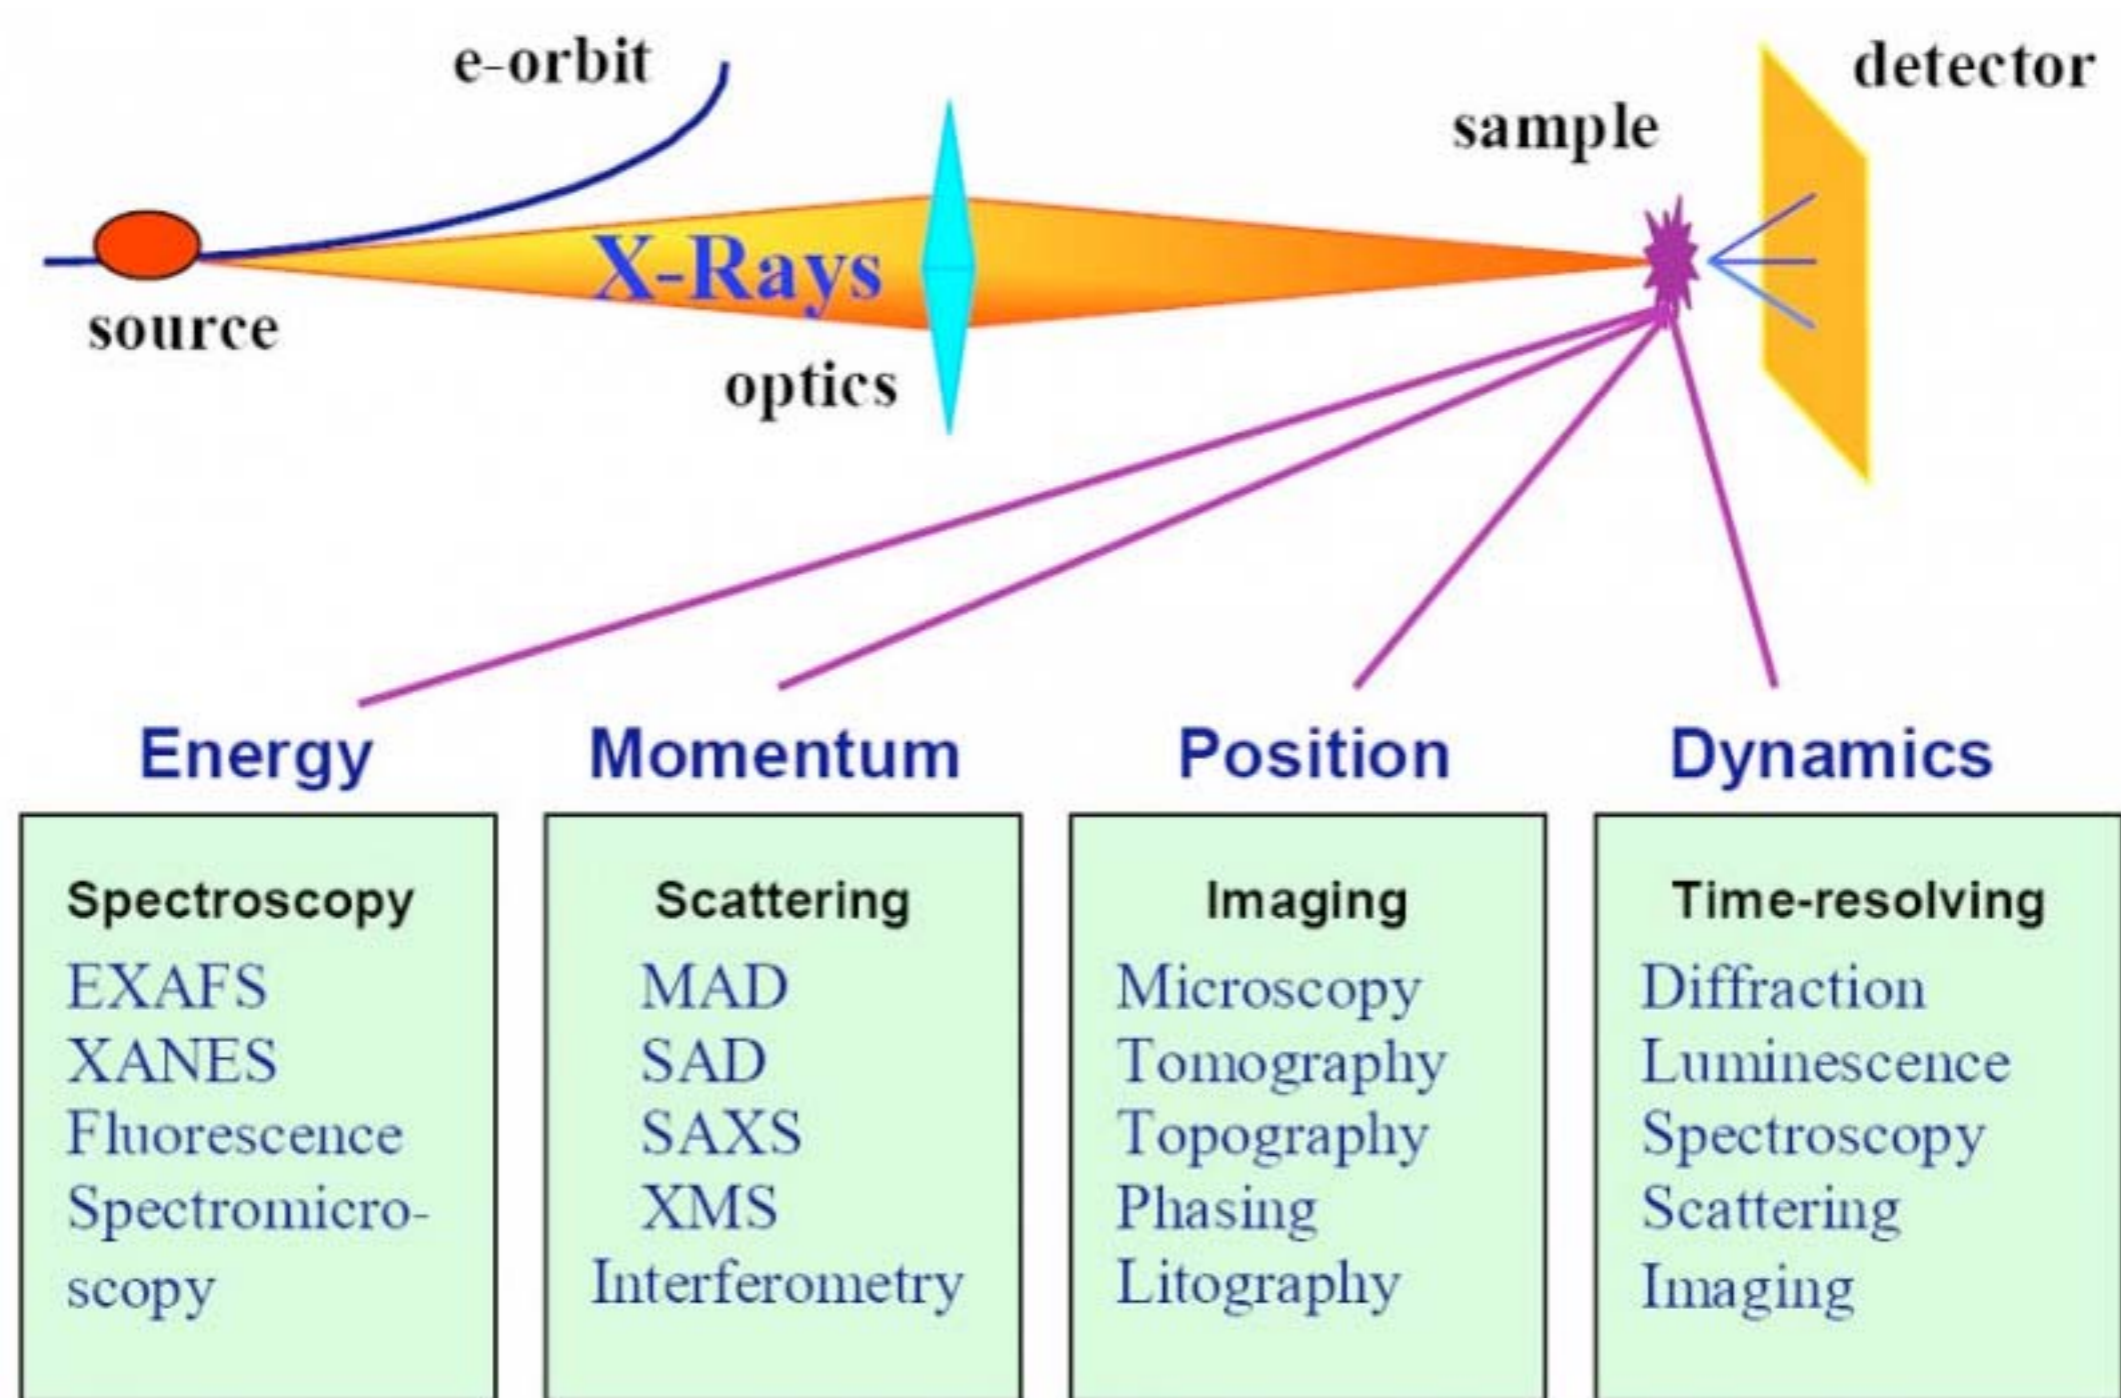 e-orbit
detector
sample
X-Rays
source
optics
Energy
Momentum
Position
Dynamics
Spectroscopy
EXAFS
XANES
Fluorescence
Spectromicro-
scopy
Scattering
MAD
SAD
SAXS
XMS
Interferometry
Imaging
Microscopy
Tomography
Topography
Phasing
Litography
Time-resolving
Diffraction
Luminescence
Spectroscopy
Scattering
Imaging